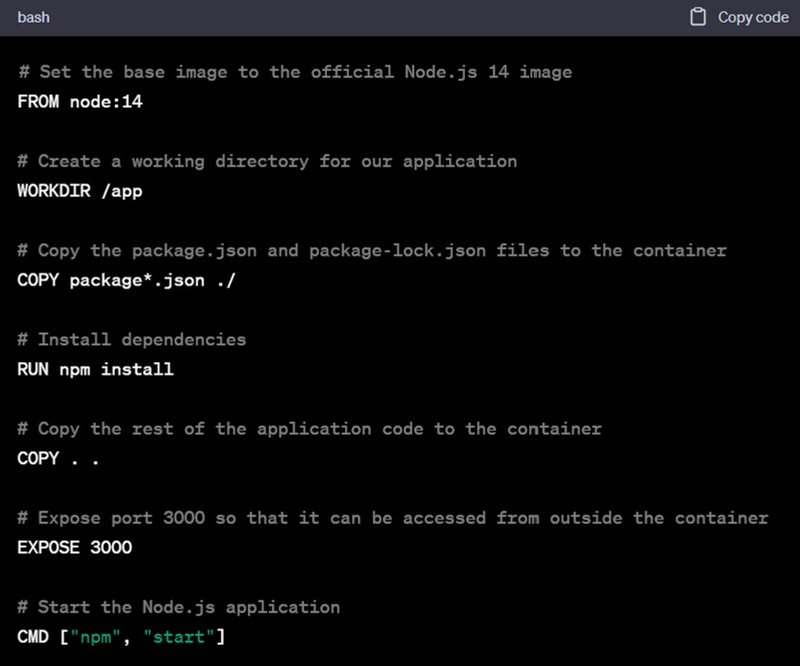 bash
Copy code
# Set the base image to the official Node.js 14 image
FROM node:14
# Create a working directory for our application
WORKDIR /app
# Copy the package.json and package-lock.json files to the container
COPY package*.json ./
# Install dependencies
RUN npm install
# Copy the rest of the application code to the container
COPY . .
# Expose port 3000 so that it can be accessed from outside the container
EXPOSE 3000
# Start the Node.js application
CMD ["npm", "start"]